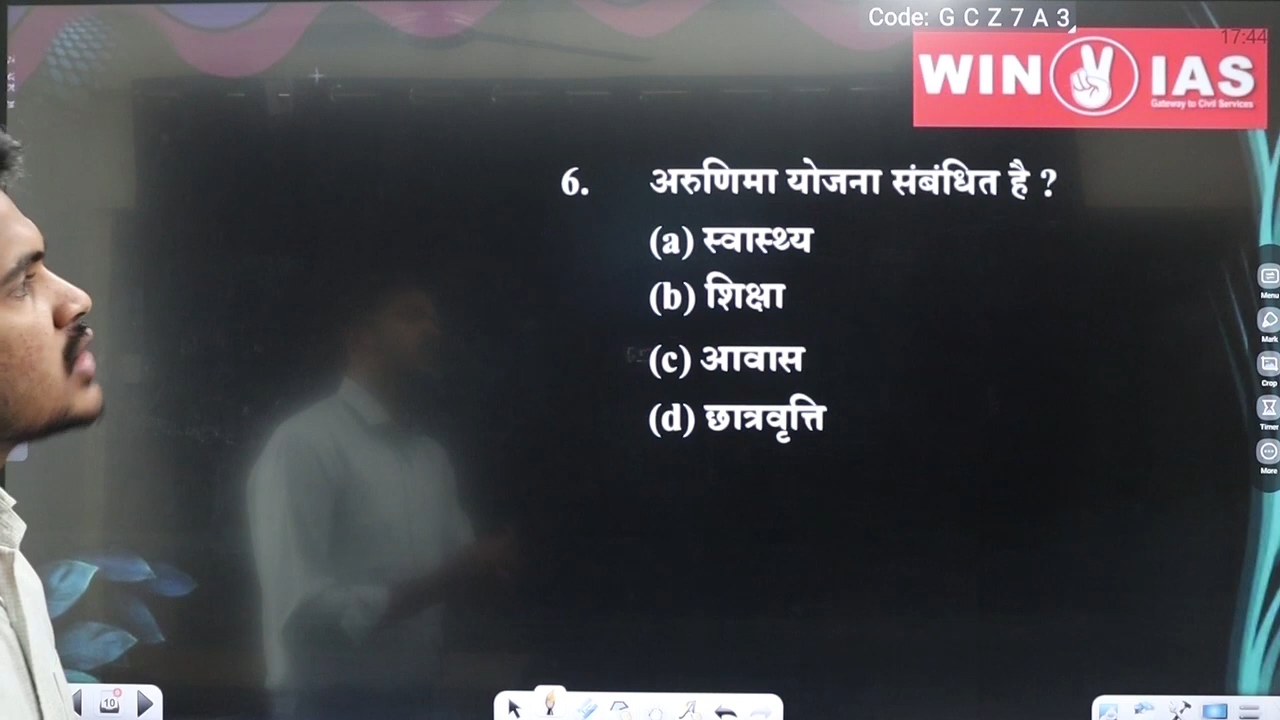 Code: G C Z 7 A 3
17:44
WIN IAS
Gateway to Civil Services
6. अरुणिमा योजना संबंधित है ?
(a) स्वास्थ्य
(b) शिक्षा
(c) आवास
(d) छात्रवृत्ति
Menu
Mark
Crop
Timer
More
10